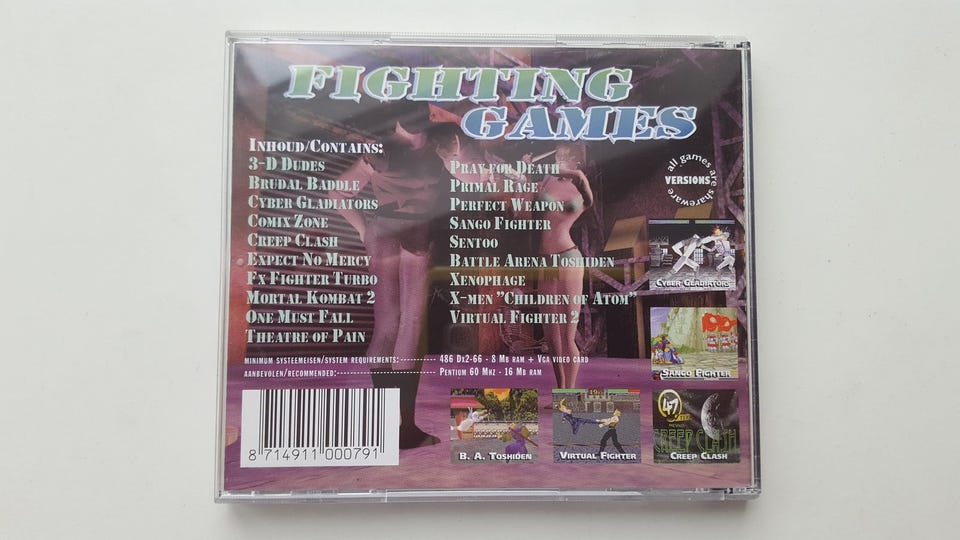 FIGHTING
GAMES
INHOUD/CONTAINS:
3-D DUDES
BRUDAL BADDLE
CYBER GLADIATORS
COMIX ZONE
CREEP CLASH
EXPECT NO MERCY
FX FIGHTER TURBO
MORTAL KOMBAT 2
ONE MUST FALL
THEATRE OF PAIN
PRAY FOR DEATH
PRIMAL RAGE
PERFECT WEAPON
SANGO FIGHTER
SENTOO
BATTLE ARENA TOSHIDEN
XENOPHAGE
X-MEN "CHILDREN OF ATOM"
VIRTUAL FIGHTER 2
all games are shareware
VERSIONS
CYBER GLADIATORS
SANGO FIGHTER
MINIMUM SYSTEEMEISEN/SYSTEM REQUIREMENTS:----------- 486 DX2-66 - 8 MB RAM + VGA VIDEO CARD
AANBEVOLEN/RECOMMENDED:------------------------- PENTIUM 60 MHZ - 16 MB RAM
8 714911 000791
B. A. TOSHIDEN
VIRTUAL FIGHTER
47
CREEP CLASH
CREEP CLASH